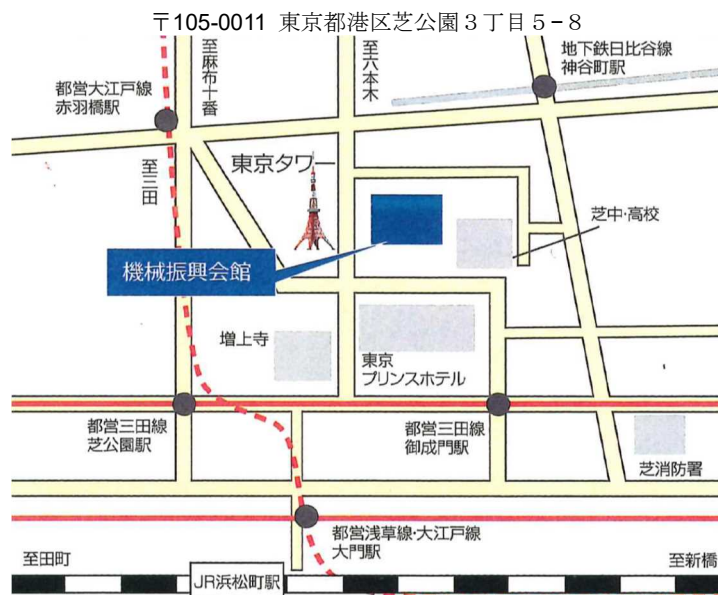 〒105-0011 東京都港区芝公園３丁目５−８
至麻布十番
至六本木
地下鉄日比谷線
神谷町駅
都営大江戸線
赤羽橋駅
至三田
東京タワー
芝中・高校
機械振興会館
増上寺
東京
プリンスホテル
都営三田線
芝公園駅
都営三田線
御成門駅
芝消防署
都営浅草線・大江戸線
大門駅
至田町
至新橋
JR浜松町駅